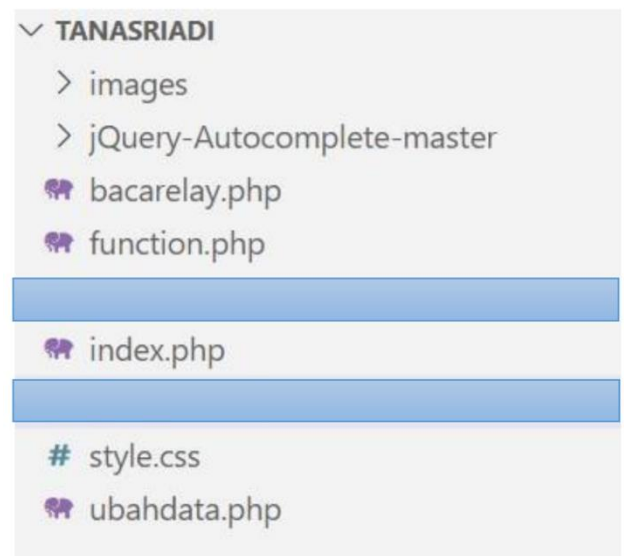 TANASRIADI
images
jQuery-Autocomplete-master
bacarelay.php
function.php
index.php
# style.css
ubahdata.php